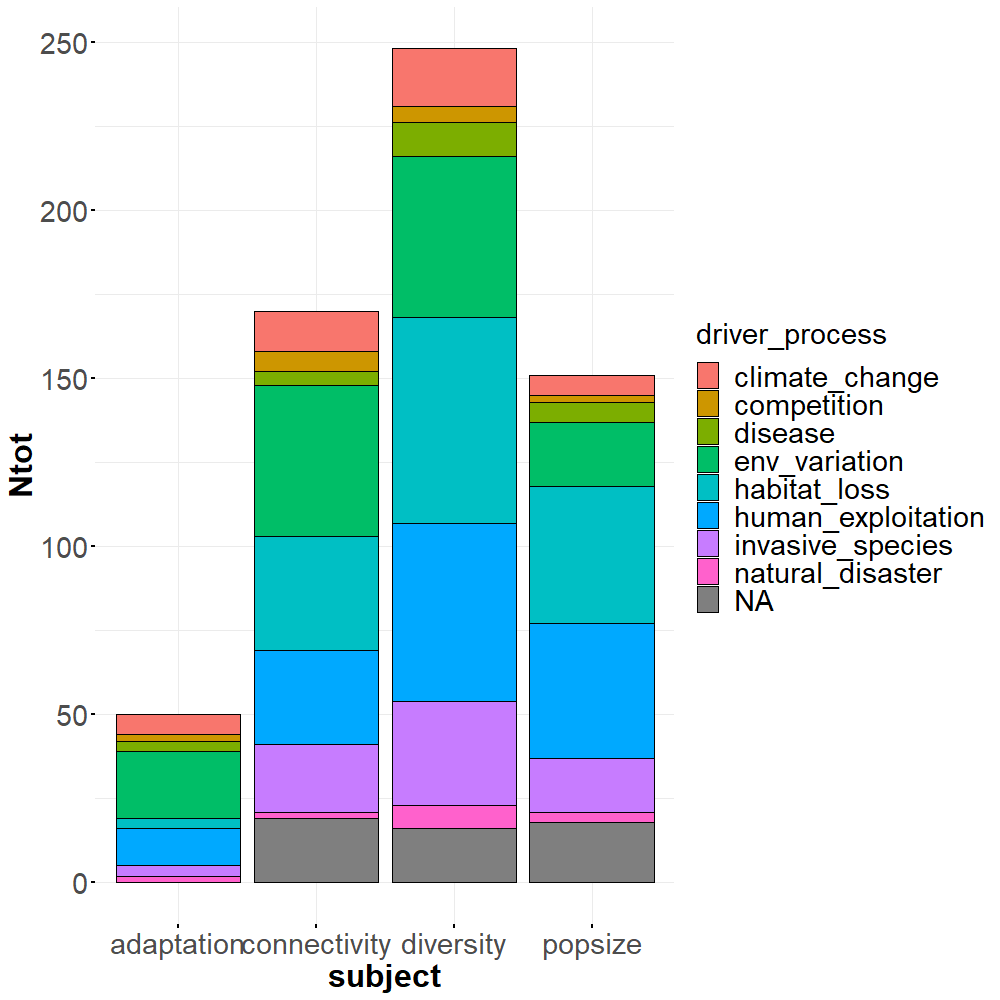 250
200
150
100
50
0
Ntot
adaptation
connectivity
diversity
popsize
subject
driver_process
climate_change
competition
disease
env_variation
habitat_loss
human_exploitation
invasive_species
natural_disaster
NA